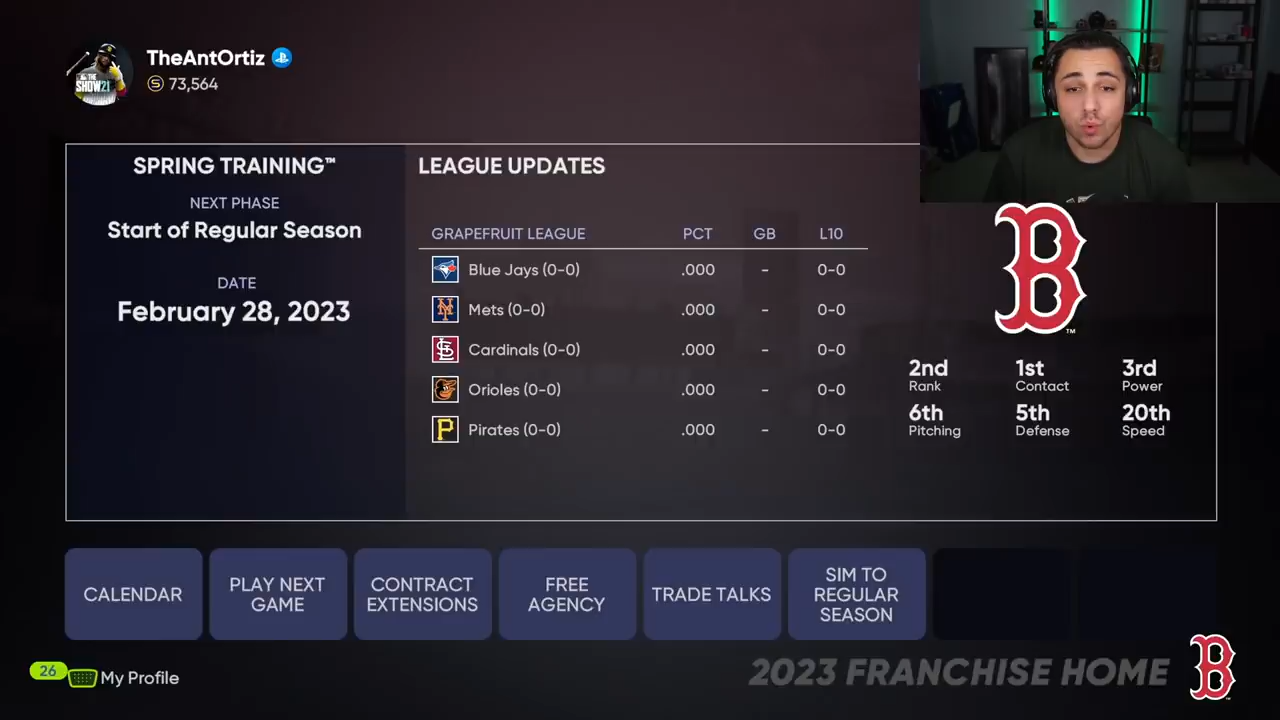 TheAntOrtiz
S 73,564
THE SHOW 21
SPRING TRAINING™
NEXT PHASE
Start of Regular Season
DATE
February 28, 2023
LEAGUE UPDATES
GRAPEFRUIT LEAGUE PCT GB L10
Blue Jays (0-0) .000 - 0-0
Mets (0-0) .000 - 0-0
Cardinals (0-0) .000 - 0-0
Orioles (0-0) .000 - 0-0
Pirates (0-0) .000 - 0-0
B™
2nd 1st 3rd
Rank Contact Power
6th 5th 20th
Pitching Defense Speed
CALENDAR
PLAY NEXT
GAME
CONTRACT
EXTENSIONS
FREE
AGENCY
TRADE TALKS
SIM TO
REGULAR
SEASON
26 My Profile
2023 FRANCHISE HOME B